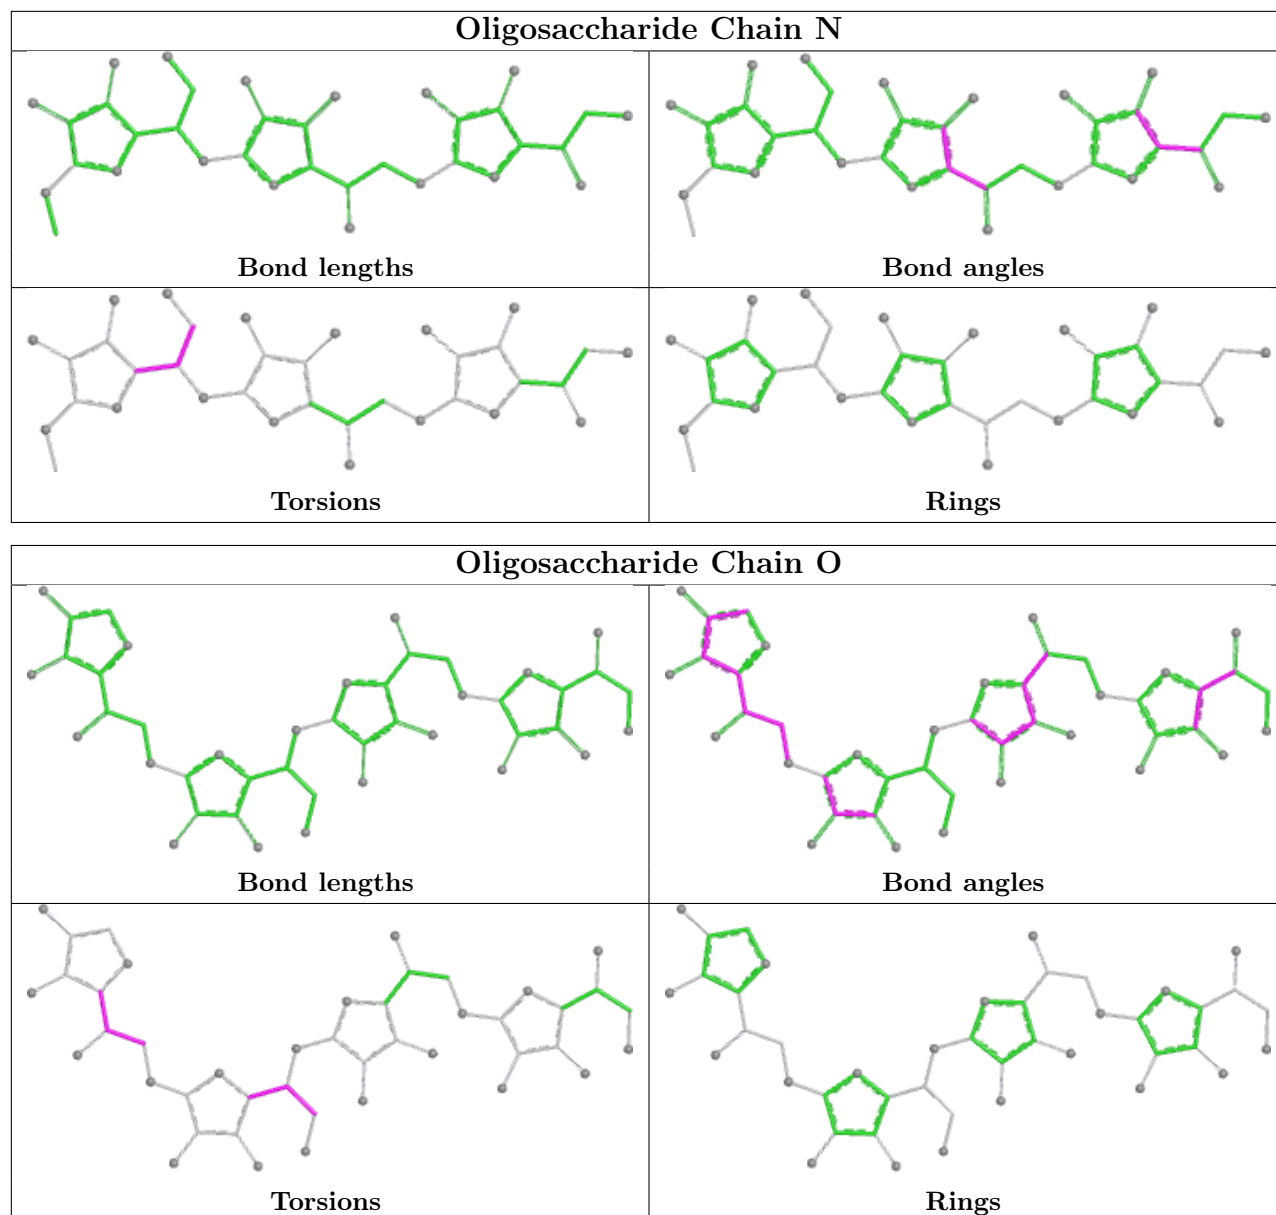 Oligosaccharide Chain N
Bond lengths
Bond angles
Torsions
Rings
Oligosaccharide Chain O
Bond lengths
Bond angles
Torsions
Rings